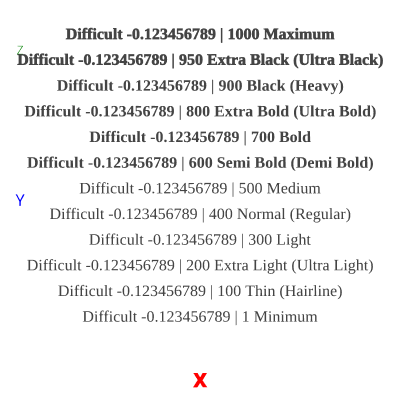 Difficult -0.123456789 | 1000 Maximum
Z
Difficult -0.123456789 | 950 Extra Black (Ultra Black)
Difficult -0.123456789 | 900 Black (Heavy)
Difficult -0.123456789 | 800 Extra Bold (Ultra Bold)
Difficult -0.123456789 | 700 Bold
Difficult -0.123456789 | 600 Semi Bold (Demi Bold)
Difficult -0.123456789 | 500 Medium
Y
Difficult -0.123456789 | 400 Normal (Regular)
Difficult -0.123456789 | 300 Light
Difficult -0.123456789 | 200 Extra Light (Ultra Light)
Difficult -0.123456789 | 100 Thin (Hairline)
Difficult -0.123456789 | 1 Minimum
X